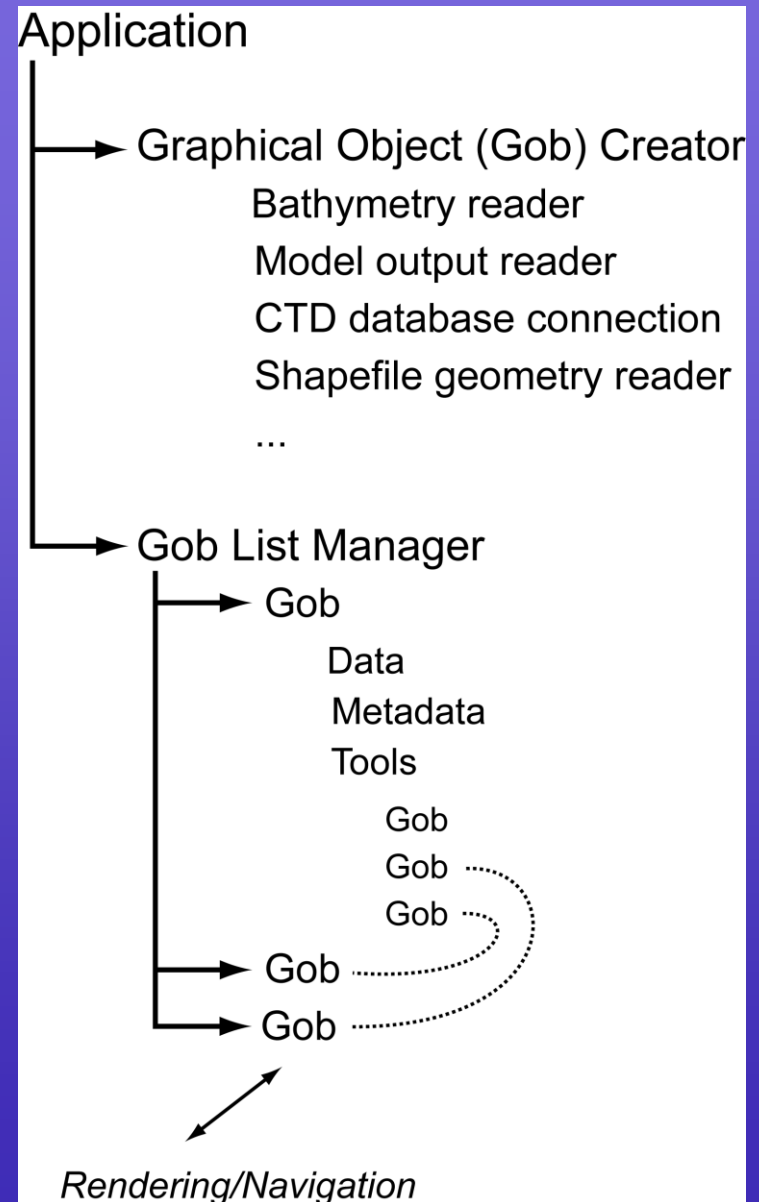 Application
Graphical Object (Gob) Creator
Bathymetry reader
Model output reader
CTD database connection
Shapefile geometry reader
...
Gob List Manager
Gob
Data
Metadata
Tools
Gob
Gob
Gob
Gob
Gob
Rendering/Navigation